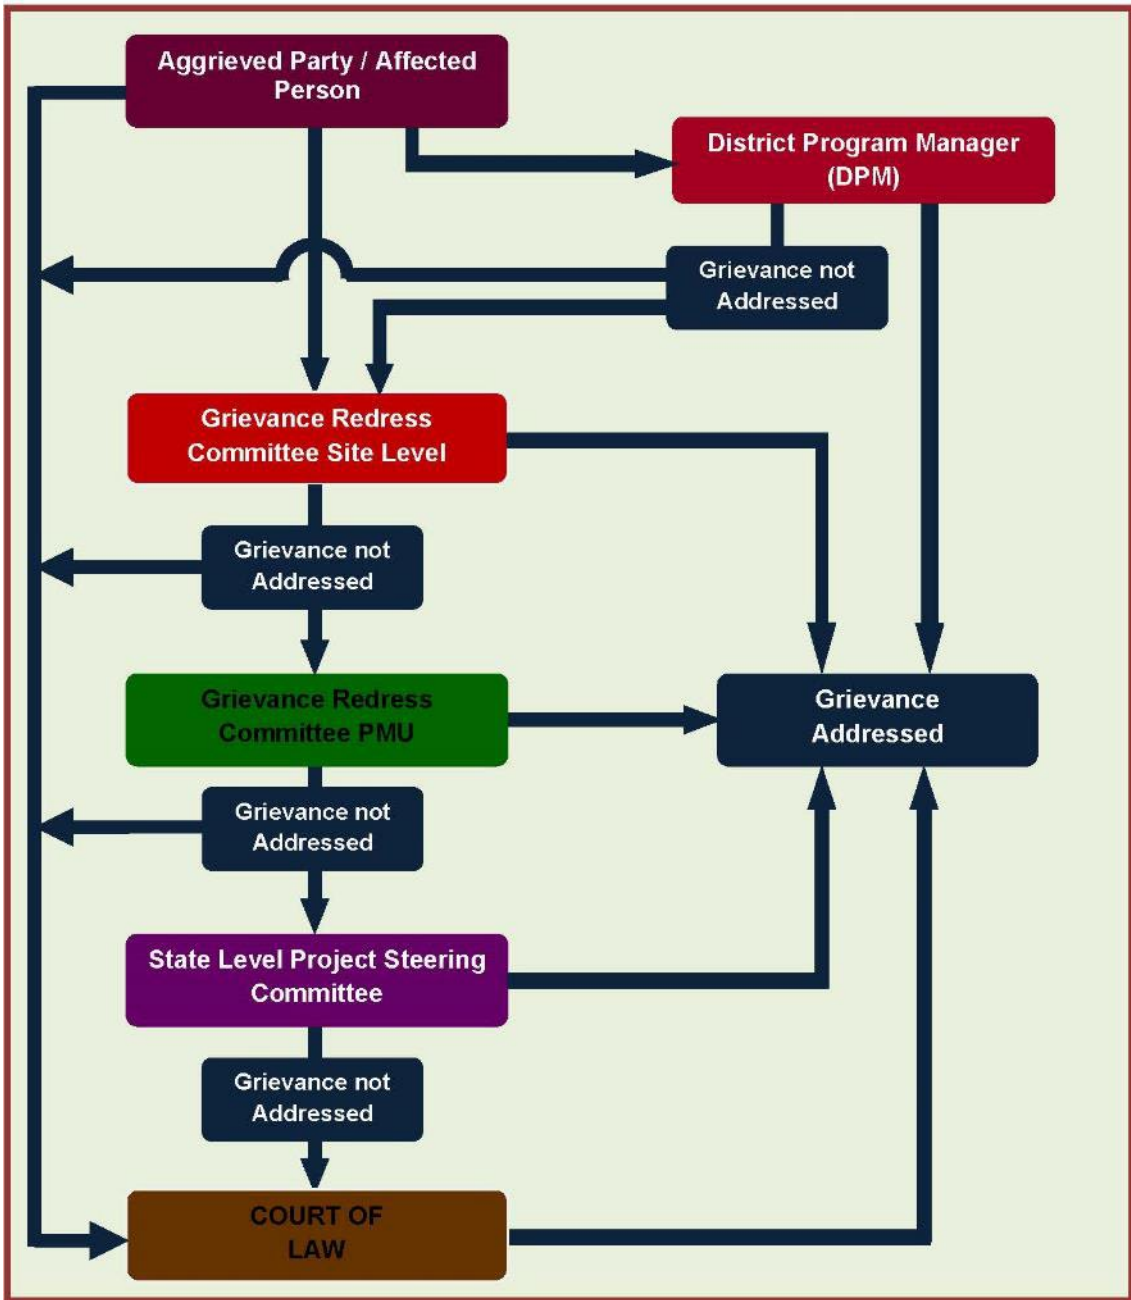 Aggrieved Party / Affected
Person
District Program Manager
(DPM)
Grievance not
Addressed
Grievance Redress
Committee Site Level
Grievance not
Addressed
Grievance Redress
Committee PMU
Grievance
Addressed
Grievance not
Addressed
State Level Project Steering
Committee
Grievance not
Addressed
COURT OF
LAW